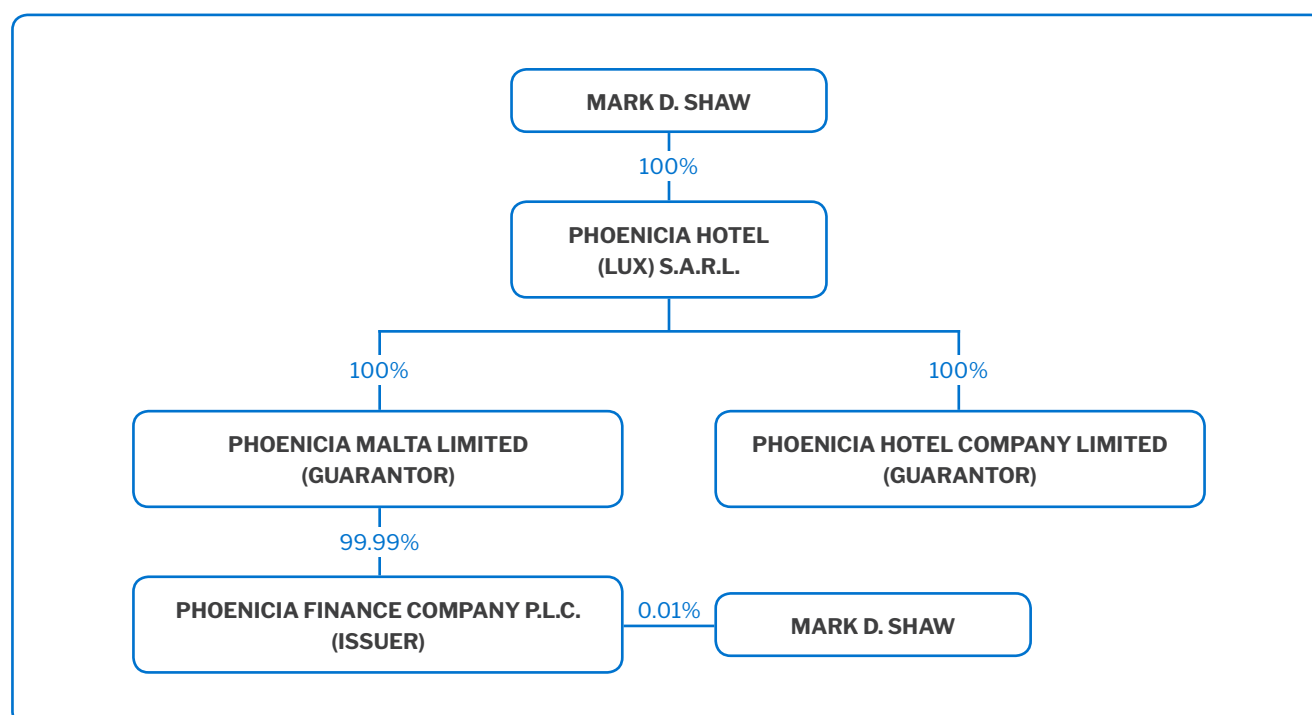 MARK D. SHAW
100%
PHOENICIA HOTEL
(LUX) S.A.R.L.
100%
100%
PHOENICIA MALTA LIMITED
(GUARANTOR)
PHOENICIA HOTEL COMPANY LIMITED
(GUARANTOR)
99.99%
PHOENICIA FINANCE COMPANY P.L.C.
(ISSUER)
0.01%
MARK D. SHAW